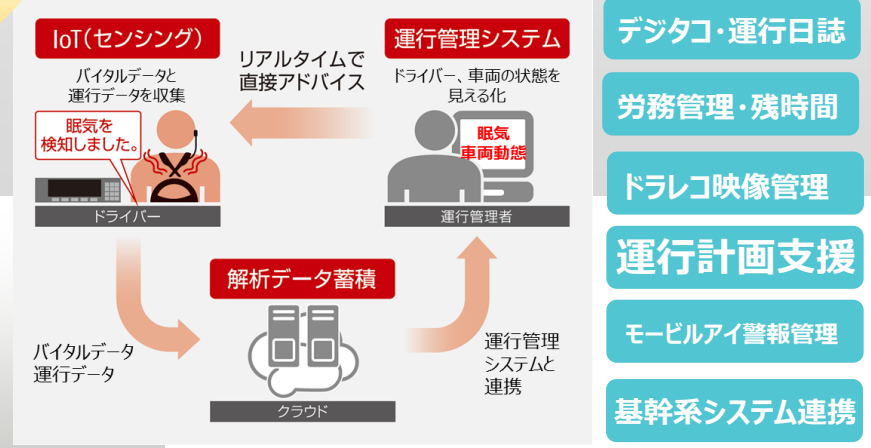 IoT(センシング)
バイタルデータと
運行データを収集
眠気を
検知しました。
ドライバー
リアルタイムで
直接アドバイス
運行管理システム
ドライバー、車両の状態を
見える化
眠気
車両動態
運行管理者
バイタルデータ
運行データ
解析データ蓄積
クラウド
運行管理
システムと
連携
デジタコ・運行日誌
労務管理・残時間
ドラレコ映像管理
運行計画支援
モービルアイ警報管理
基幹系システム連携